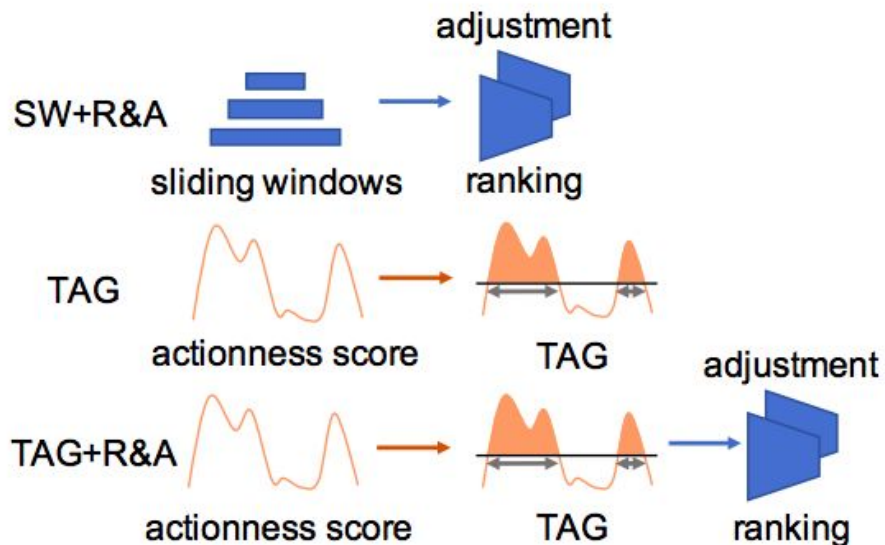 adjustment
SW+R&A
sliding windows
ranking
TAG
actionness score
TAG
adjustment
TAG+R&A
actionness score
TAG
ranking